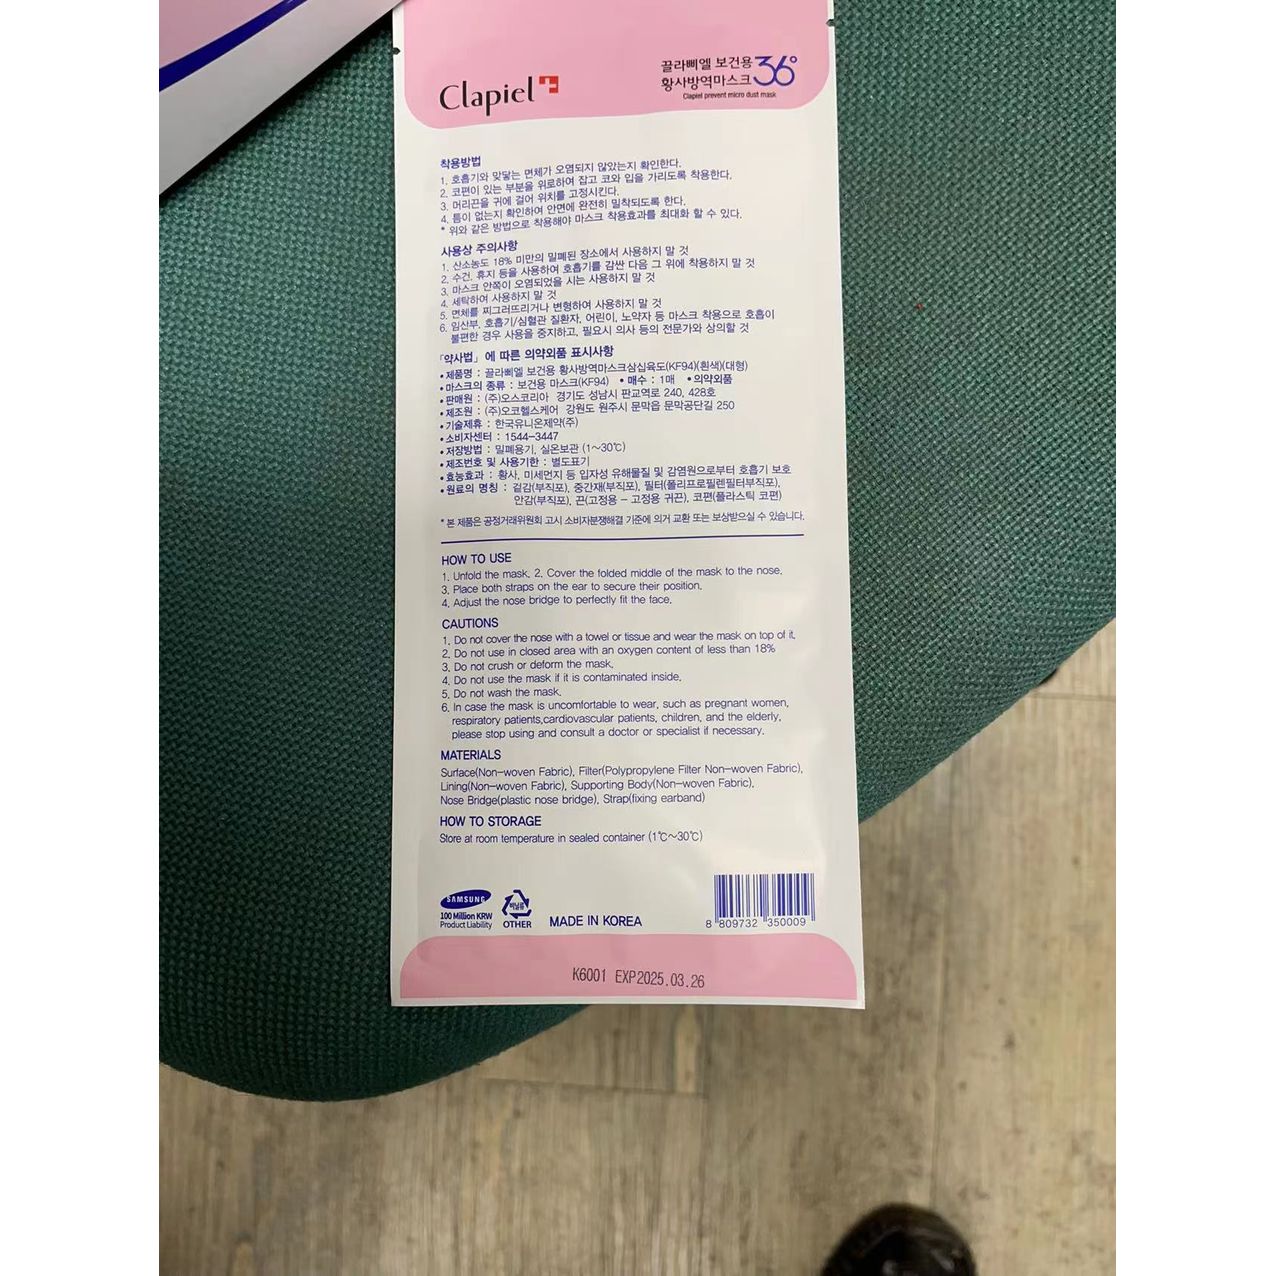 Clapiel
끌라삐엘 보건용
황사방역마스크 36°
Clapiel prevent micro dust mask
착용방법
1. 호흡기와 맞닿는 면체가 오염되지 않았는지 확인한다.
2. 코편이 있는 부분을 위로하여 잡고 코와 입을 가리도록 착용한다.
3. 머리끈을 귀에 걸어 위치를 고정시킨다.
4. 틈이 없는지 확인하여 안면에 완전히 밀착되도록 한다.
* 위와 같은 방법으로 착용해야 마스크 착용효과를 최대화 할 수 있다.
사용상 주의사항
1. 산소농도 18% 미만의 밀폐된 장소에서 사용하지 말 것
2. 수건, 휴지 등을 사용하여 호흡기를 감싼 다음 그 위에 착용하지 말 것
3. 마스크 안쪽이 오염되었을 시는 사용하지 말 것
4. 세탁하여 사용하지 말 것
5. 면체를 찌그러뜨리거나 변형하여 사용하지 말 것
6. 임산부, 호흡기/심혈관 질환자, 어린이, 노약자 등 마스크 착용으로 호흡이
불편한 경우 사용을 중지하고, 필요시 의사 등의 전문가와 상의할 것
「약사법」에 따른 의약외품 표시사항
• 제품명 : 끌라삐엘 보건용 황사방역마스크삼십육도(KF94)(흰색)(대형)
• 마스크의 종류 : 보건용 마스크(KF94) • 매수 : 1매 • 의약외품
• 판매원 : (주)오스코리아 경기도 성남시 판교역로 240, 428호
• 제조원 : (주)오코헬스케어 강원도 원주시 문막읍 문막공단길 250
• 기술제휴 : 한국유니온제약(주)
• 소비자센터 : 1544-3447
• 저장방법 : 밀폐용기, 실온보관 (1~30℃)
• 제조번호 및 사용기한 : 별도표기
• 효능효과 : 황사, 미세먼지 등 입자성 유해물질 및 감염원으로부터 호흡기 보호
• 원료의 명칭 : 겉감(부직포), 중간재(부직포), 필터(폴리프로필렌필터부직포),
안감(부직포), 끈(고정용 - 고정용 귀끈), 코편(플라스틱 코편)
* 본 제품은 공정거래위원회 고시 소비자분쟁해결 기준에 의거 교환 또는 보상받으실 수 있습니다.
HOW TO USE
1. Unfold the mask. 2. Cover the folded middle of the mask to the nose.
3. Place both straps on the ear to secure their position.
4. Adjust the nose bridge to perfectly fit the face.
CAUTIONS
1. Do not cover the nose with a towel or tissue and wear the mask on top of it.
2. Do not use in closed area with an oxygen content of less than 18%
3. Do not crush or deform the mask.
4. Do not use the mask if it is contaminated inside.
5. Do not wash the mask.
6. In case the mask is uncomfortable to wear, such as pregnant women,
respiratory patients,cardiovascular patients, children, and the elderly,
please stop using and consult a doctor or specialist if necessary.
MATERIALS
Surface(Non-woven Fabric), Filter(Polypropylene Filter Non-woven Fabric),
Lining(Non-woven Fabric), Supporting Body(Non-woven Fabric),
Nose Bridge(plastic nose bridge), Strap(fixing earband)
HOW TO STORAGE
Store at room temperature in sealed container (1℃~30℃)
SAMSUNG
100 Million KRW
Product Liability
비닐류
OTHER
MADE IN KOREA
8 809732 350009
K6001 EXP2025.03.26